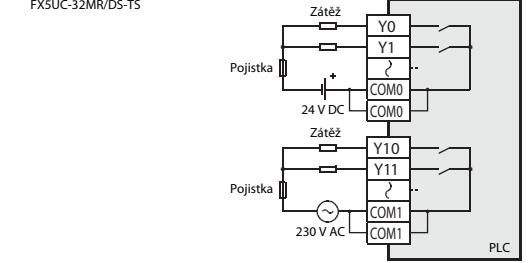 FX5UC-32MR/DS-TS
Zátěž
Y0
Y1
Pojistka
+
COM0
24 V DC
COM0
Zátěž
Y10
Y11
Pojistka
COM1
230 V AC
COM1
PLC